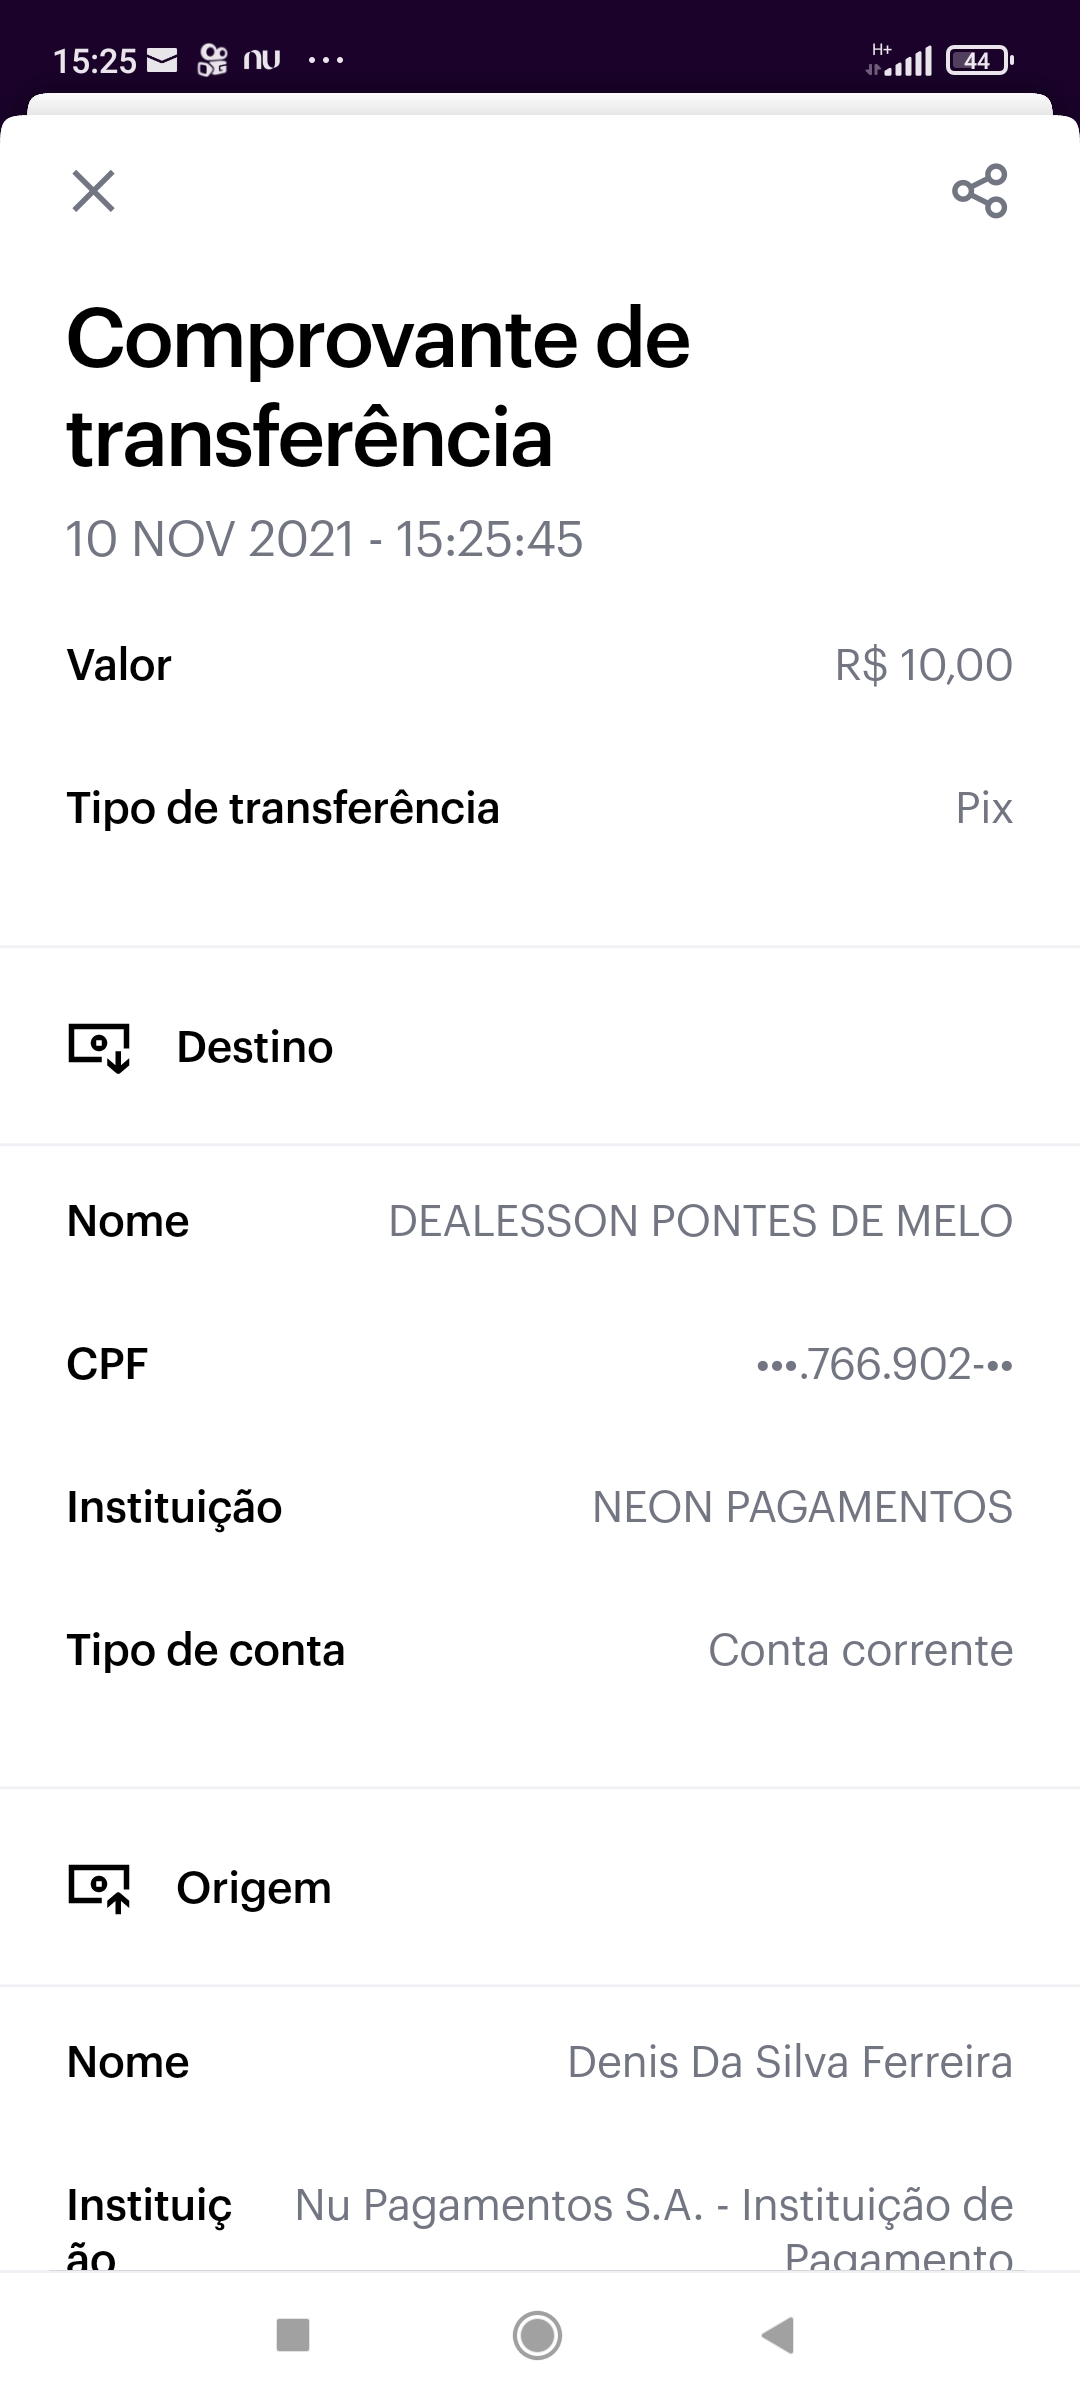 15:25 nu ... H+ 44
Comprovante de
transferência
10 NOV 2021 - 15:25:45
Valor R$ 10,00
Tipo de transferência Pix
Destino
Nome DEALESSON PONTES DE MELO
CPF •••.766.902-••
Instituição NEON PAGAMENTOS
Tipo de conta Conta corrente
Origem
Nome Denis Da Silva Ferreira
Instituiç Nu Pagamentos S.A. - Instituição de
ão Pagamento